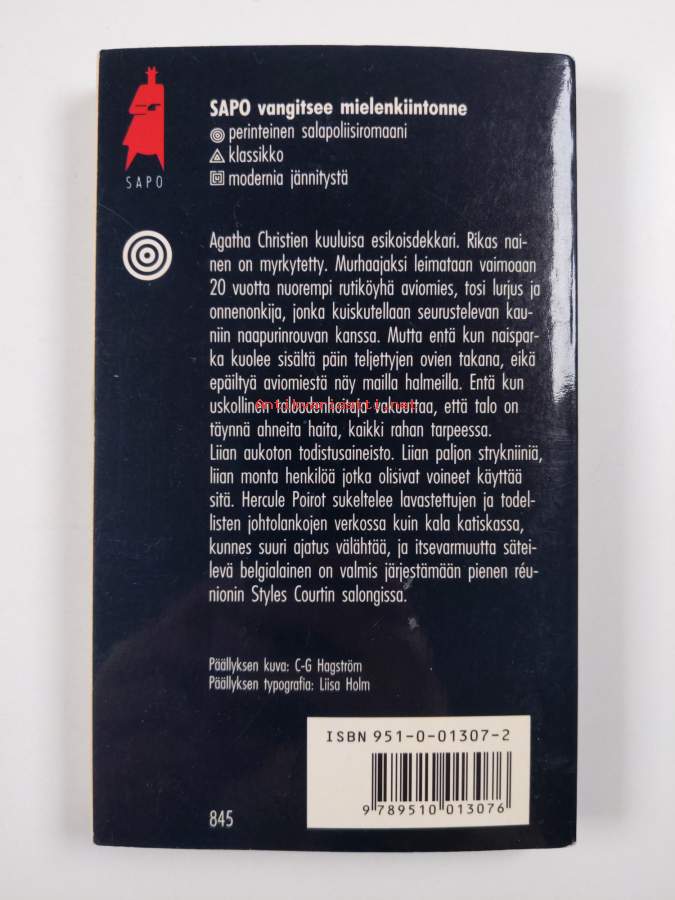 SAPO vangitsee mielenkiintonne
perinteinen salapoliisiromaani
klassikko
modernia jännitystä
SAPO
Agatha Christien kuuluisa esikoisdekkari. Rikas nai-
nen on myrkytetty. Murhaajaksi leimataan vaimoaan
20 vuotta nuorempi rutiköyhä aviomies, tosi lurjus ja
onnenonkija, jonka kuiskutellaan seurustelevan kau-
niin naapurinrouvan kanssa. Mutta entä kun naispar-
ka kuolee sisältä päin teljettyjen ovien takana, eikä
epäiltyä aviomiestä näy mailla halmeilla. Entä kun
uskollinen taloudenhoitaja vakuuttaa, että talo on
täynnä ahneita haita, kaikki rahan tarpeessa.
Liian aukoton todistusaineisto. Liian paljon strykniiniä,
liian monta henkilöä jotka olisivat voineet käyttää
sitä. Hercule Poirot sukeltelee lavastettujen ja todel-
listen johtolankojen verkossa kuin kala katiskassa,
kunnes suuri ajatus välähtää, ja itsevarmuutta sätei-
levä belgialainen on valmis järjestämään pienen réu-
nionin Styles Courtin salongissa.
Antikvariaatti.net
Päällyksen kuva: C-G Hagström
Päällyksen typografia: Liisa Holm
ISBN 951-0-01307-2
9 789510 013076
845